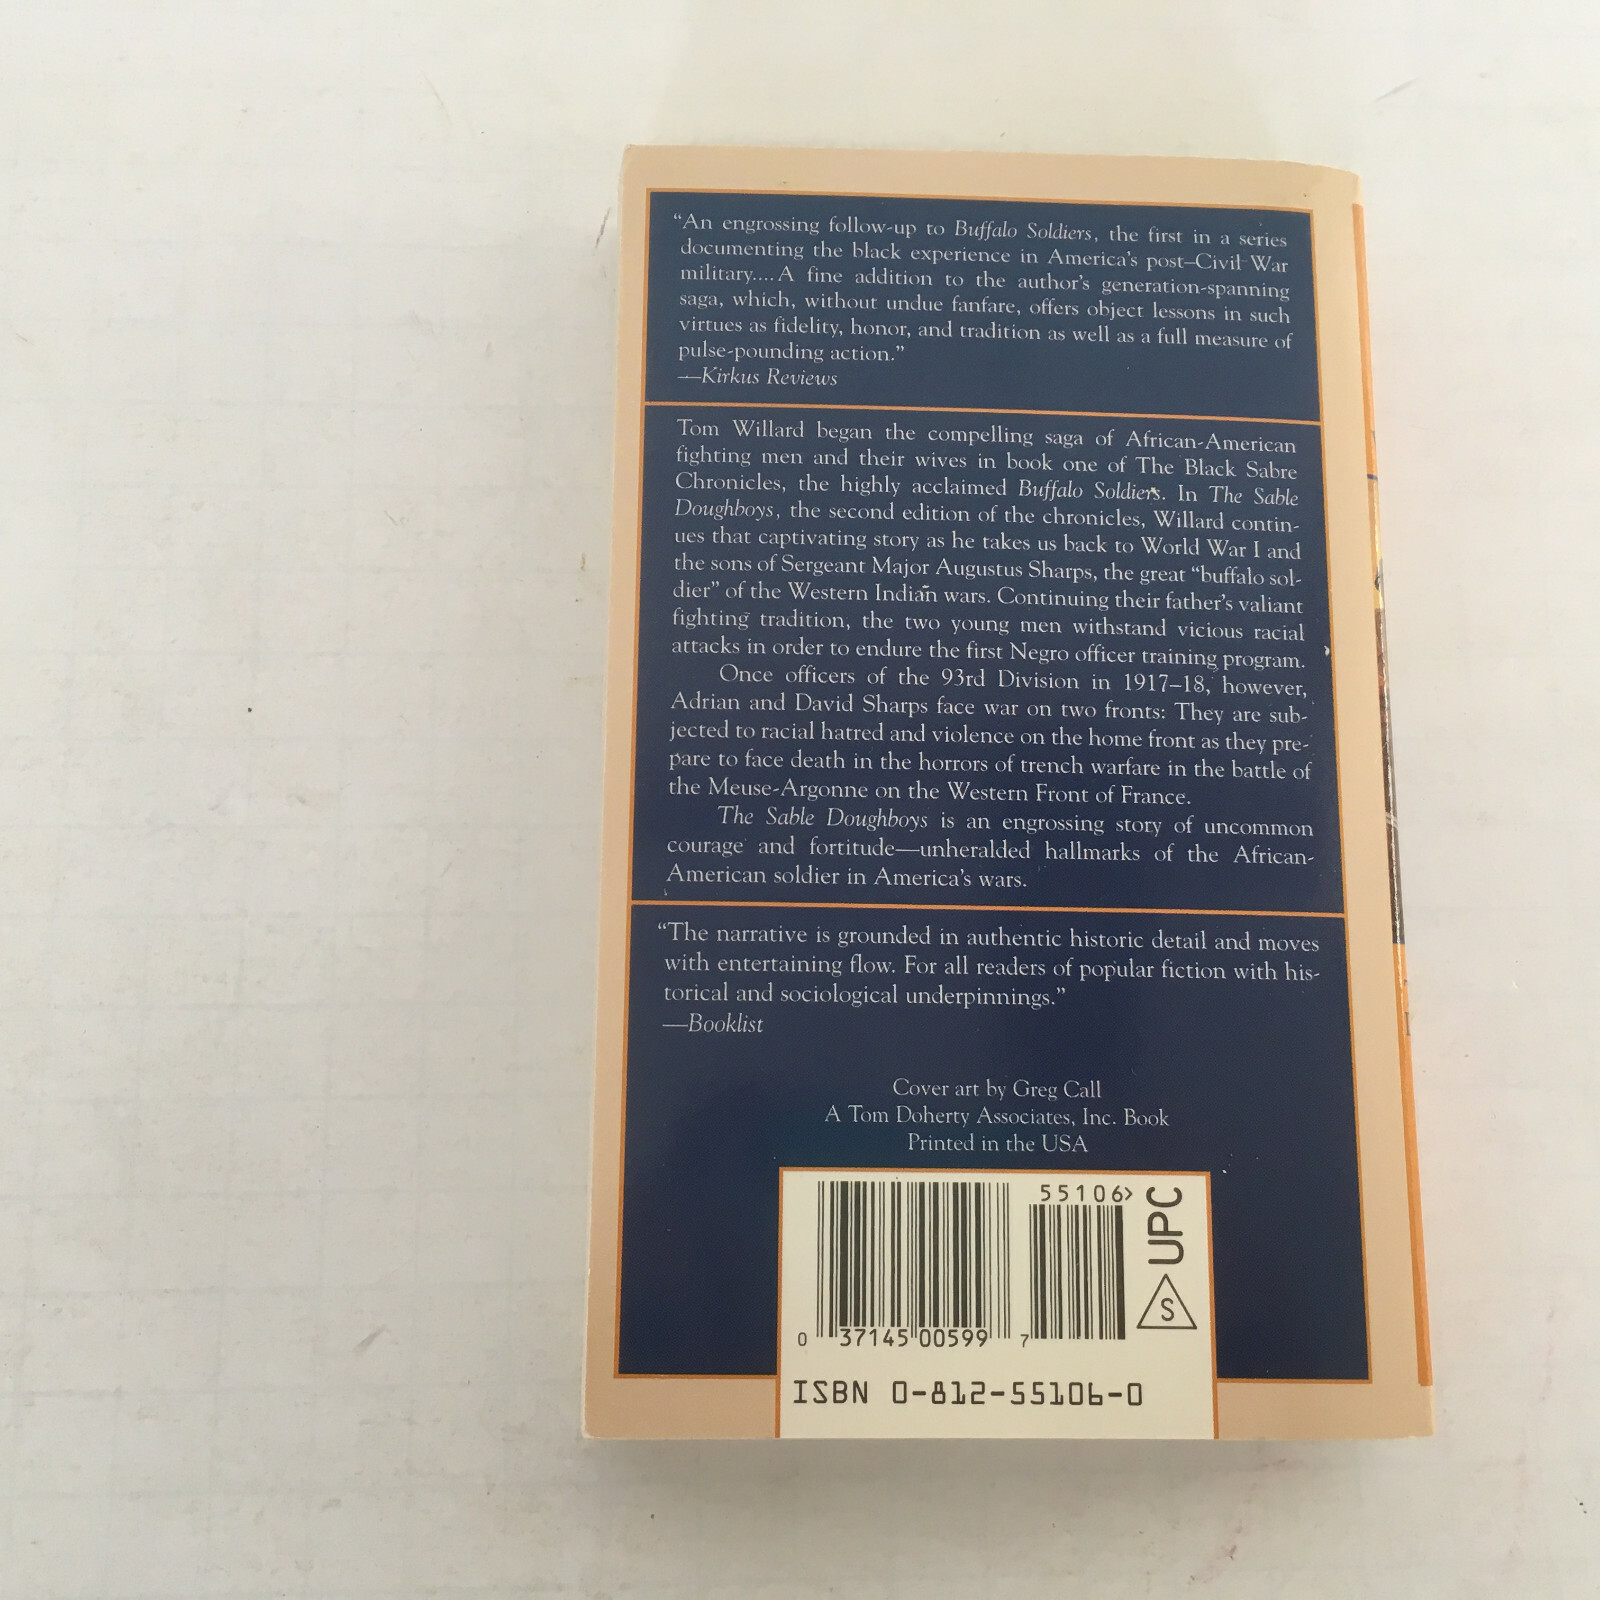 “An engrossing follow-up to Buffalo Soldiers, the first in a series
documenting the black experience in America’s post–Civil War
military....A fine addition to the author’s generation-spanning
saga, which, without undue fanfare, offers object lessons in such
virtues as fidelity, honor, and tradition as well as a full measure of
pulse-pounding action.”
—Kirkus Reviews
Tom Willard began the compelling saga of African-American
fighting men and their wives in book one of The Black Sabre
Chronicles, the highly acclaimed Buffalo Soldiers. In The Sable
Doughboys, the second edition of the chronicles, Willard contin-
ues that captivating story as he takes us back to World War I and
the sons of Sergeant Major Augustus Sharps, the great “buffalo sol-
dier” of the Western Indian wars. Continuing their father’s valiant
fighting tradition, the two young men withstand vicious racial
attacks in order to endure the first Negro officer training program.
Once officers of the 93rd Division in 1917–18, however,
Adrian and David Sharps face war on two fronts: They are sub-
jected to racial hatred and violence on the home front as they pre-
pare to face death in the horrors of trench warfare in the battle of
the Meuse-Argonne on the Western Front of France.
The Sable Doughboys is an engrossing story of uncommon
courage and fortitude—unheralded hallmarks of the African-
American soldier in America’s wars.
“The narrative is grounded in authentic historic detail and moves
with entertaining flow. For all readers of popular fiction with his-
torical and sociological underpinnings.”
—Booklist
Cover art by Greg Call
A Tom Doherty Associates, Inc. Book
Printed in the USA
55106>
UPC
S
0 37145 00599 7
ISBN 0-812-55106-0